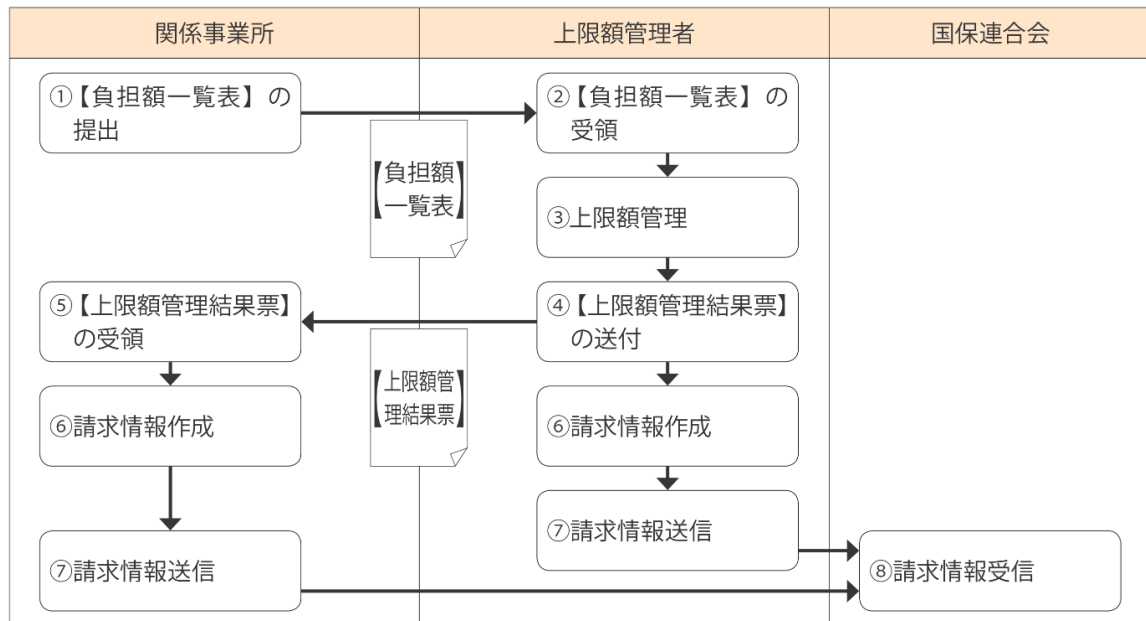 関係事業所
上限額管理者
国保連合会
①【負担額一覧表】の
提出
②【負担額一覧表】の
受領
【負担額
一覧表】
③上限額管理
⑤【上限額管理結果票】
の受領
④【上限額管理結果票】
の送付
【上限額管
理結果票】
⑥請求情報作成
⑥請求情報作成
⑦請求情報送信
⑦請求情報送信
⑧請求情報受信